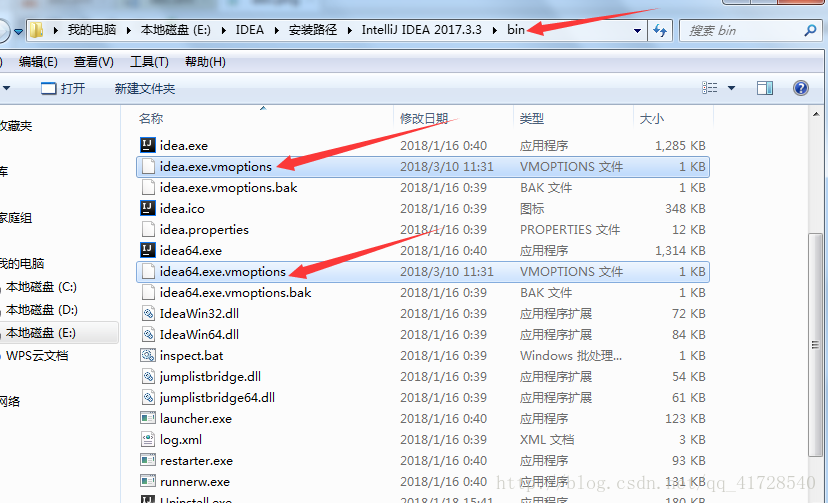 我的电脑 本地磁盘 (E:) IDEA 安装路径 IntelliJ IDEA 2017.3.3 bin 搜索 bin
) 编辑(E) 查看(V) 工具(T) 帮助(H)
打开 新建文件夹
收藏夹
库
家庭组
我的电脑
本地磁盘 (C:)
本地磁盘 (D:)
本地磁盘 (E:)
WPS云文档
网络
名称 修改日期 类型 大小
idea.exe 2018/1/16 0:40 应用程序 1,285 KB
idea.exe.vmoptions 2018/3/10 11:31 VMOPTIONS 文件 1 KB
idea.exe.vmoptions.bak 2018/1/16 0:39 BAK 文件 1 KB
idea.ico 2018/1/16 0:39 图标 348 KB
idea.properties 2018/1/16 0:39 PROPERTIES 文件 12 KB
idea64.exe 2018/1/16 0:40 应用程序 1,314 KB
idea64.exe.vmoptions 2018/3/10 11:31 VMOPTIONS 文件 1 KB
idea64.exe.vmoptions.bak 2018/1/16 0:39 BAK 文件 1 KB
IdeaWin32.dll 2018/1/16 0:39 应用程序扩展 72 KB
IdeaWin64.dll 2018/1/16 0:39 应用程序扩展 84 KB
inspect.bat 2018/1/16 0:39 Windows 批处理... 1 KB
jumplistbridge.dll 2018/1/16 0:39 应用程序扩展 54 KB
jumplistbridge64.dll 2018/1/16 0:39 应用程序扩展 61 KB
launcher.exe 2018/1/16 0:40 应用程序 123 KB
log.xml 2018/1/16 0:39 XML 文档 3 KB
restarter.exe 2018/1/16 0:40 应用程序 93 KB
runnerw.exe 2018/1/16 0:40 应用程序 131 KB
Uninstall.exe 2018/1/18 15:41 应用程序 180 KB
http://blog.csdn.net/qq_41728540